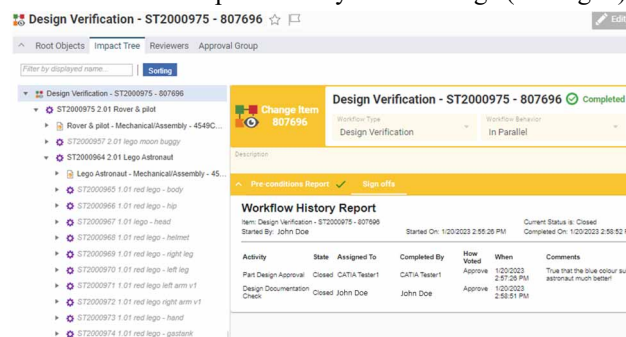 Design Verification - ST2000975 - 807696
Edit
Root Objects Impact Tree Reviewers Approval Group
Filter by displayed name...
Sorting
Design Verification - ST2000975 - 807696
ST2000975 2.01 Rover & pilot
Rover & pilot - Mechanical/Assembly - 4549C...
ST2000957 2.01 lego moon buggy
ST2000964 2.01 Lego Astronaut
Lego Astronaut - Mechanical/Assembly - 45...
ST2000965 1.01 red lego - body
ST2000966 1.01 red lego - hip
ST2000967 1.01 lego - head
ST2000968 1.01 red lego - helmet
ST2000969 1.01 red lego - right leg
ST2000970 1.01 red lego - left leg
ST2000971 1.01 red lego left arm v1
ST2000972 1.01 red lego right arm v1
ST2000973 1.01 red lego - hand
ST2000974 1.01 red lego - gastank
Change Item
807696
Design Verification - ST2000975 - 807696 Completed
Workflow Type
Design Verification
Workflow Behavior
In Parallel
Description
Pre-conditions Report Sign offs
Workflow History Report
Item: Design Verification - ST2000975 - 807696 Current Status is: Closed
Started By: John Doe Started On: 1/20/2023 2:56:26 PM Completed On: 1/20/2023 2:58:52
Activity State Assigned To Completed By How Voted When Comments
Part Design Approval Closed CATIA Tester1 CATIA Tester1 Approve 1/20/2023 2:57:26 PM True that the blue colour su
astronaut much better!
Design Documentation Check Closed John Doe John Doe Approve 1/20/2023 2:58:51 PM